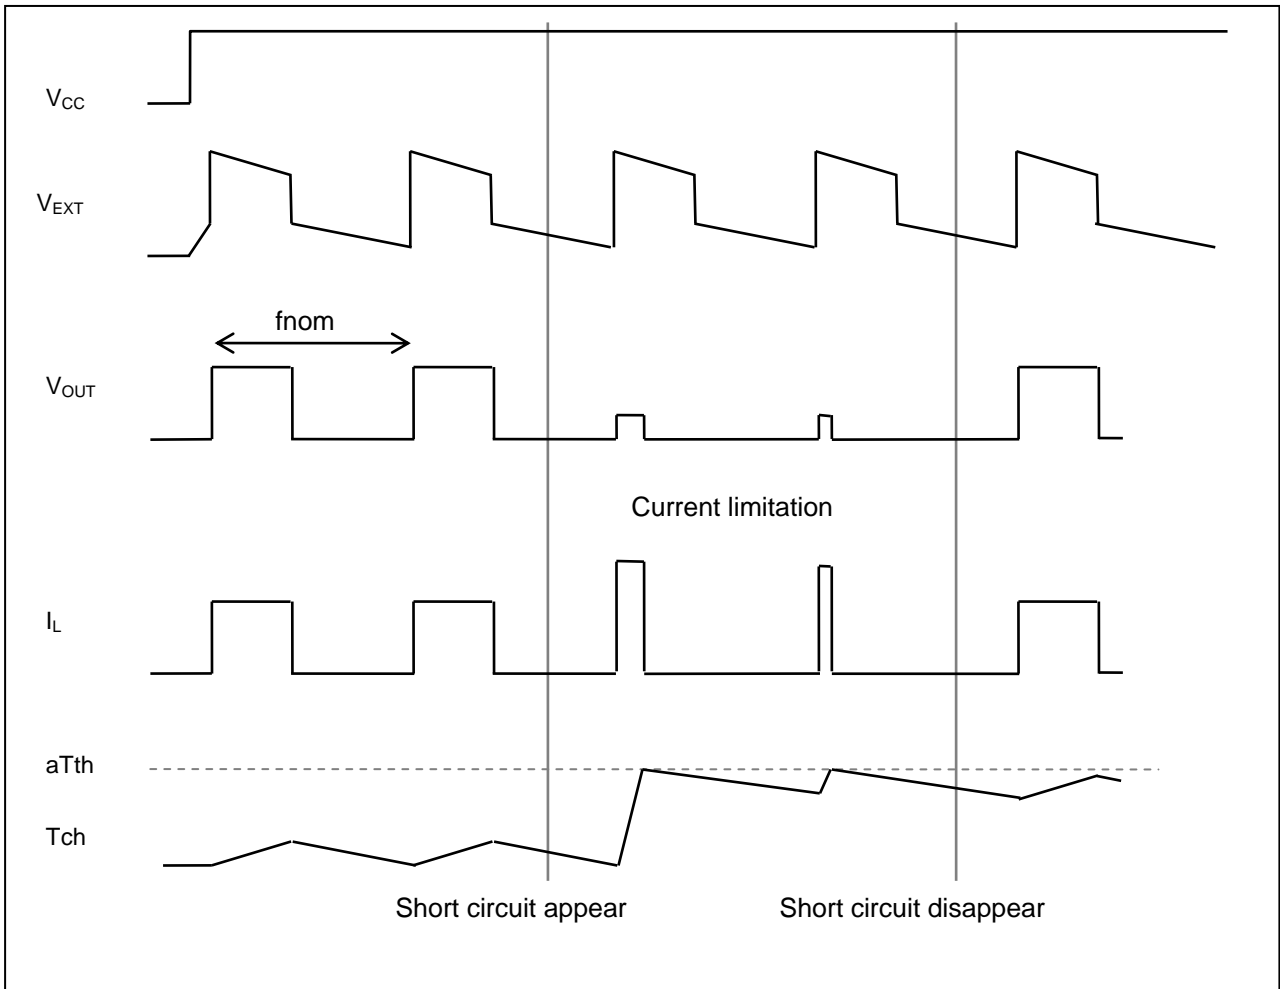 VCC
VEXT
fnom
VOUT
Current limitation
IL
aTth
Tch
Short circuit appear
Short circuit disappear